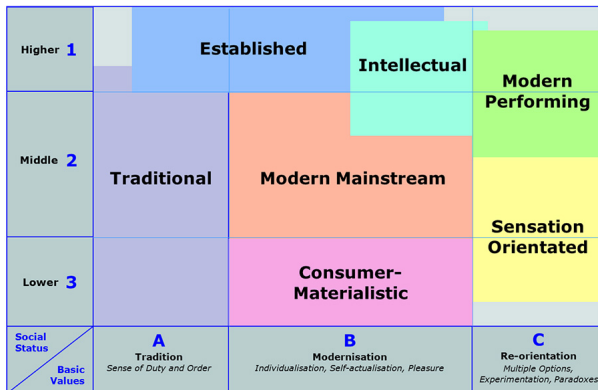 Higher 1
Established
Intellectual
Modern
Performing
Middle 2
Traditional
Modern Mainstream
Sensation
Orientated
Lower 3
Consumer-
Materialistic
Social
Status
Basic
Values
A
Tradition
Sense of Duty and Order
B
Modernisation
Individualisation, Self-actualisation, Pleasure
C
Re-orientation
Multiple Options,
Experimentation, Paradoxes